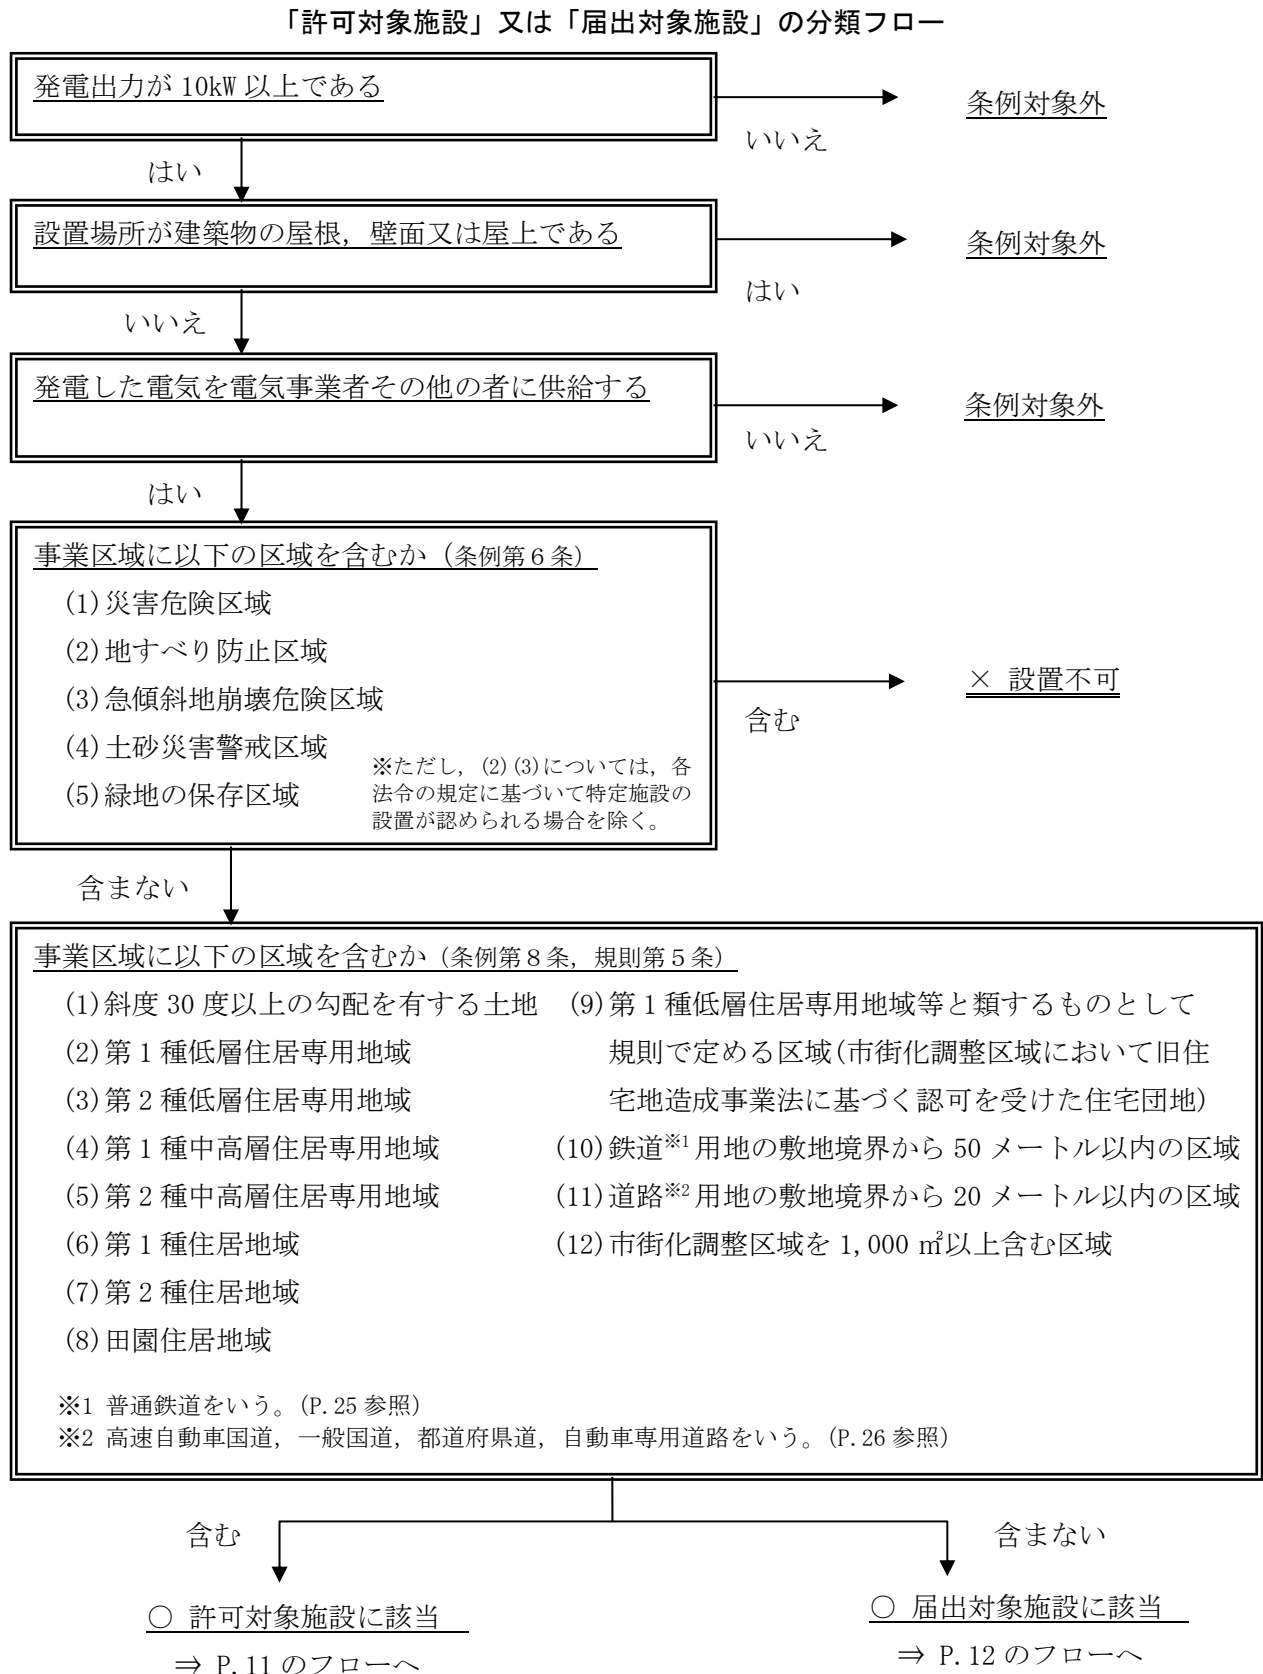 「許可対象施設」又は「届出対象施設」の分類フロー
発電出力が 10kW 以上である
条例対象外
いいえ
はい
設置場所が建築物の屋根，壁面又は屋上である
条例対象外
はい
いいえ
発電した電気を電気事業者その他の者に供給する
条例対象外
いいえ
はい
事業区域に以下の区域を含むか（条例第６条）
(1)災害危険区域
(2)地すべり防止区域
(3)急傾斜地崩壊危険区域
(4)土砂災害警戒区域
(5)緑地の保存区域
※ただし，(2)(3)については，各
法令の規定に基づいて特定施設の
設置が認められる場合を除く。
× 設置不可
含む
含まない
事業区域に以下の区域を含むか（条例第８条，規則第５条）
(1)斜度 30 度以上の勾配を有する土地
(2)第１種低層住居専用地域
(3)第２種低層住居専用地域
(4)第１種中高層住居専用地域
(5)第２種中高層住居専用地域
(6)第１種住居地域
(7)第２種住居地域
(8)田園住居地域
(9)第１種低層住居専用地域等と類するものとして
規則で定める区域(市街化調整区域において旧住
宅地造成事業法に基づく認可を受けた住宅団地)
(10)鉄道※1 用地の敷地境界から 50 メートル以内の区域
(11)道路※2 用地の敷地境界から 20 メートル以内の区域
(12)市街化調整区域を 1,000 ㎡以上含む区域
※1 普通鉄道をいう。(P.25 参照)
※2 高速自動車国道，一般国道，都道府県道，自動車専用道路をいう。(P.26 参照)
含む
含まない
○ 許可対象施設に該当
⇒ P.11 のフローへ
○ 届出対象施設に該当
⇒ P.12 のフローへ